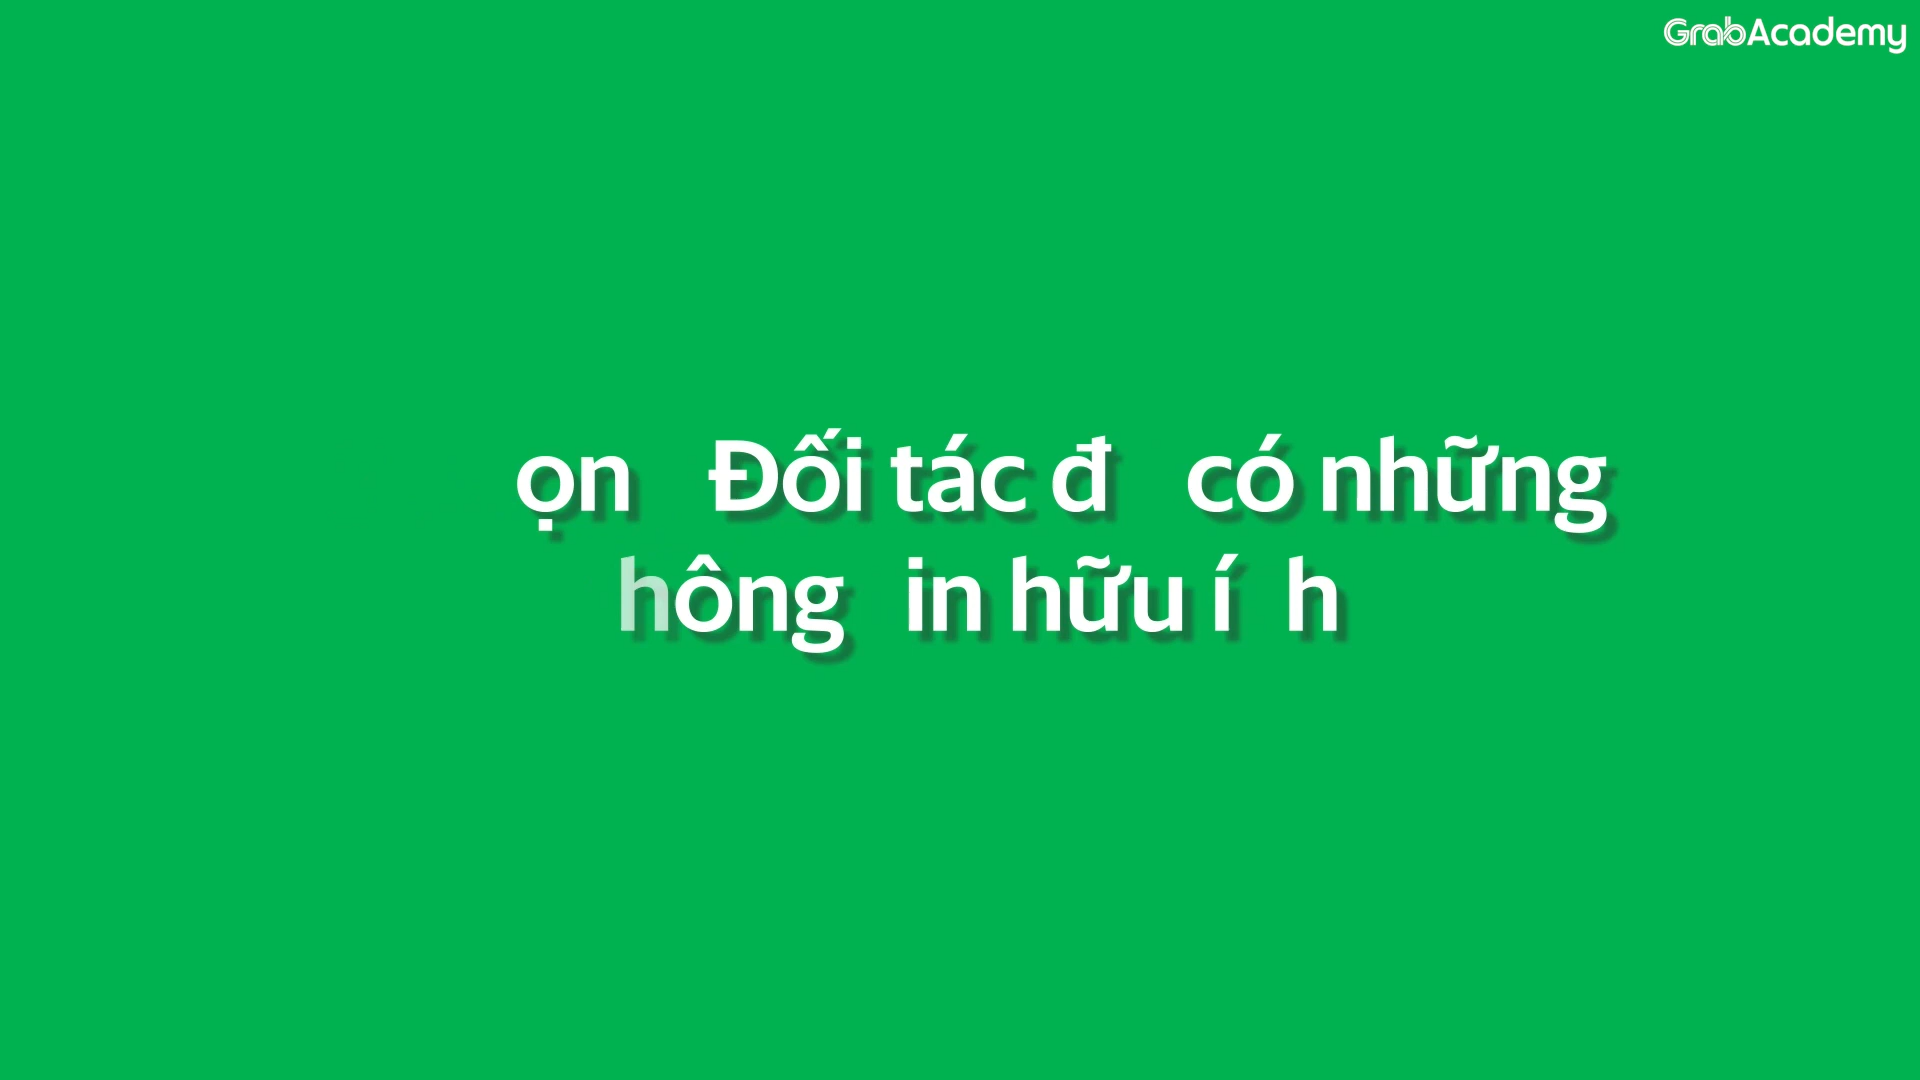 GrabAcademy
ọn Đối tác đ có những
hông in hữu í h